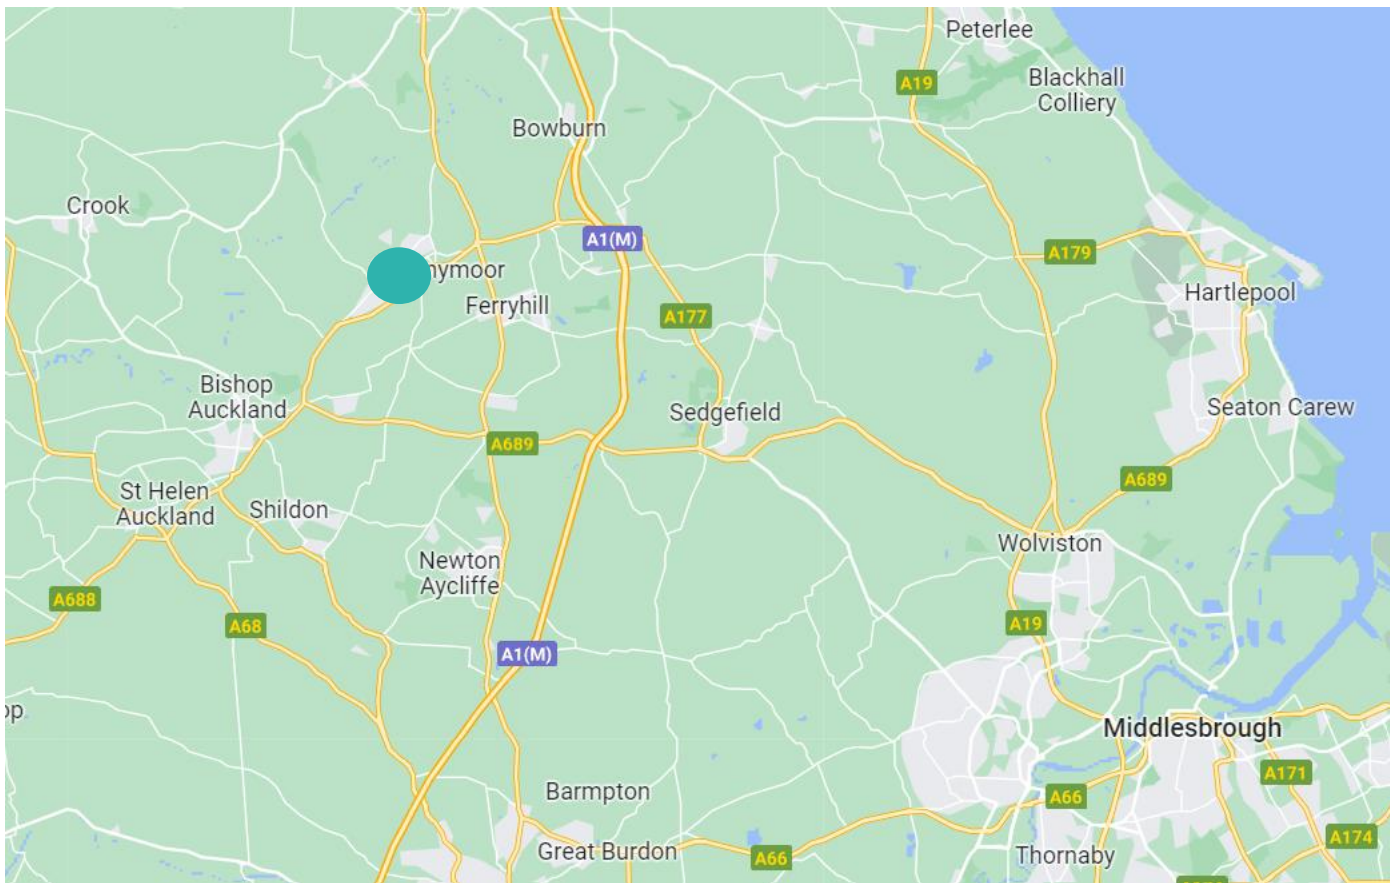 Peterlee
A19
Blackhall
Colliery
Bowburn
Crook
A1(M)
A179
nymoor
Hartlepool
Ferryhill
A177
Bishop
Auckland
Sedgefield
Seaton Carew
A689
A689
St Helen
Auckland
Shildon
Wolviston
Newton
Aycliffe
A688
A68
A19
A1(M)
op
Middlesbrough
A171
Barmpton
A66
A174
Great Burdon
A66
Thornaby